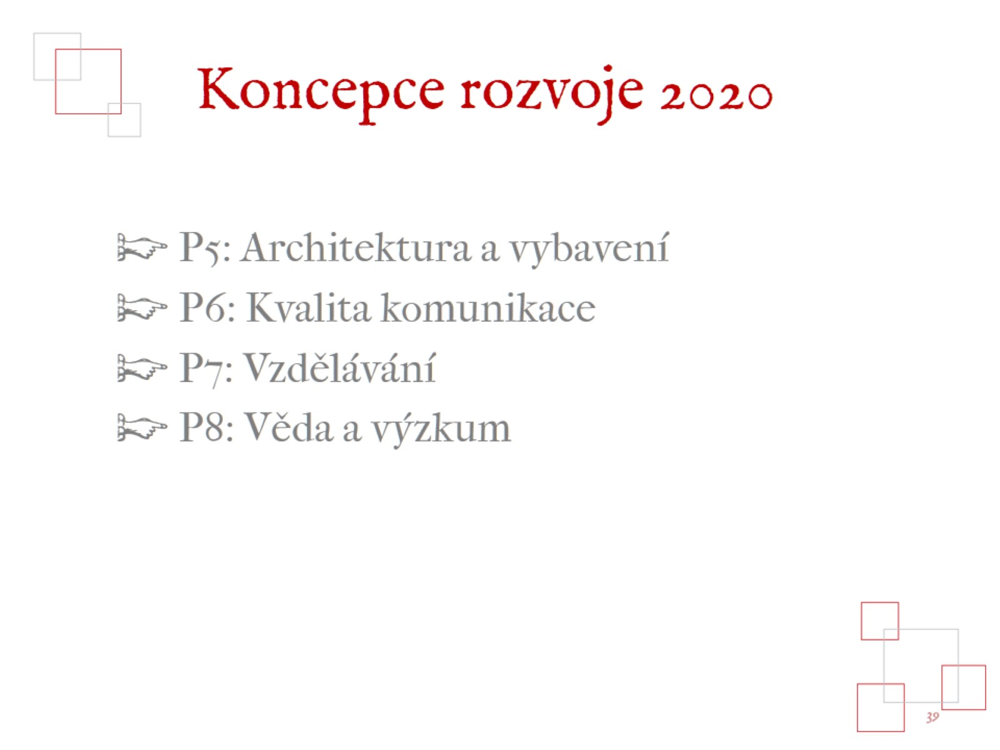 Koncepce rozvoje 2020
P5: Architektura a vybavení
P6: Kvalita komunikace
P7: Vzdělávání
P8: Věda a výzkum
39